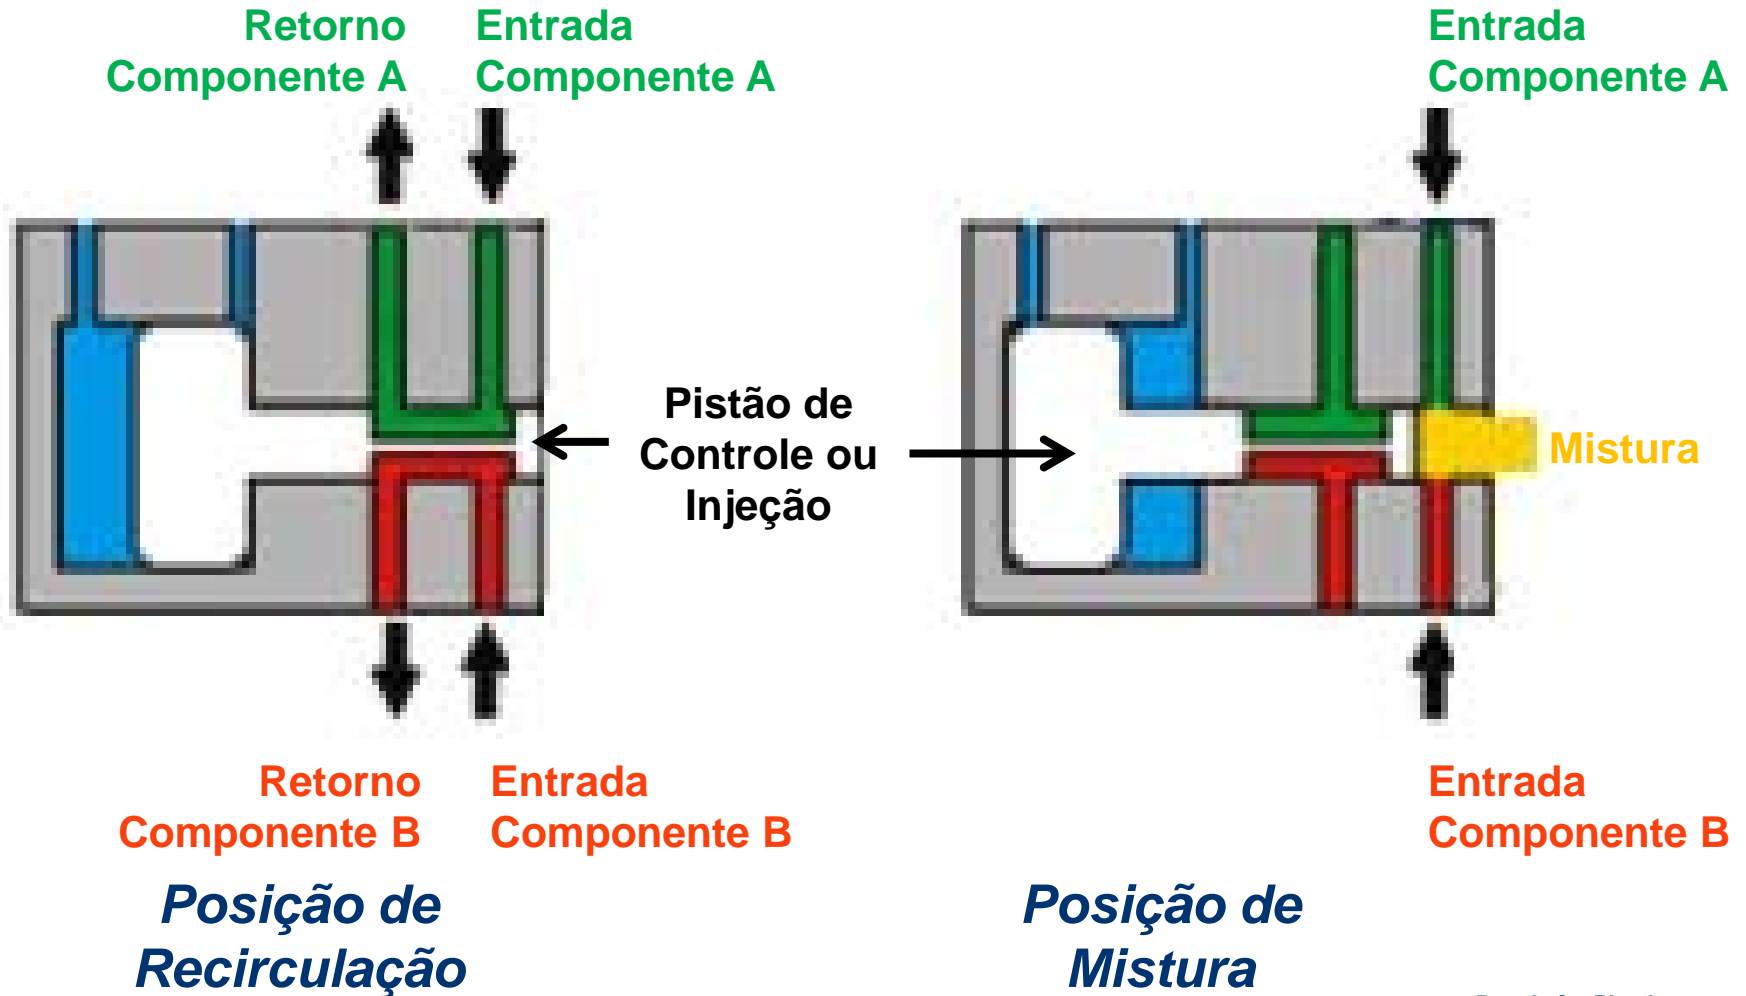 Retorno
Componente A
Entrada
Componente A
Entrada
Componente A
Pistão de
Controle ou
Injeção
Mistura
Retorno
Componente B
Entrada
Componente B
Entrada
Componente B
Posição de
Recirculação
Posição de
Mistura